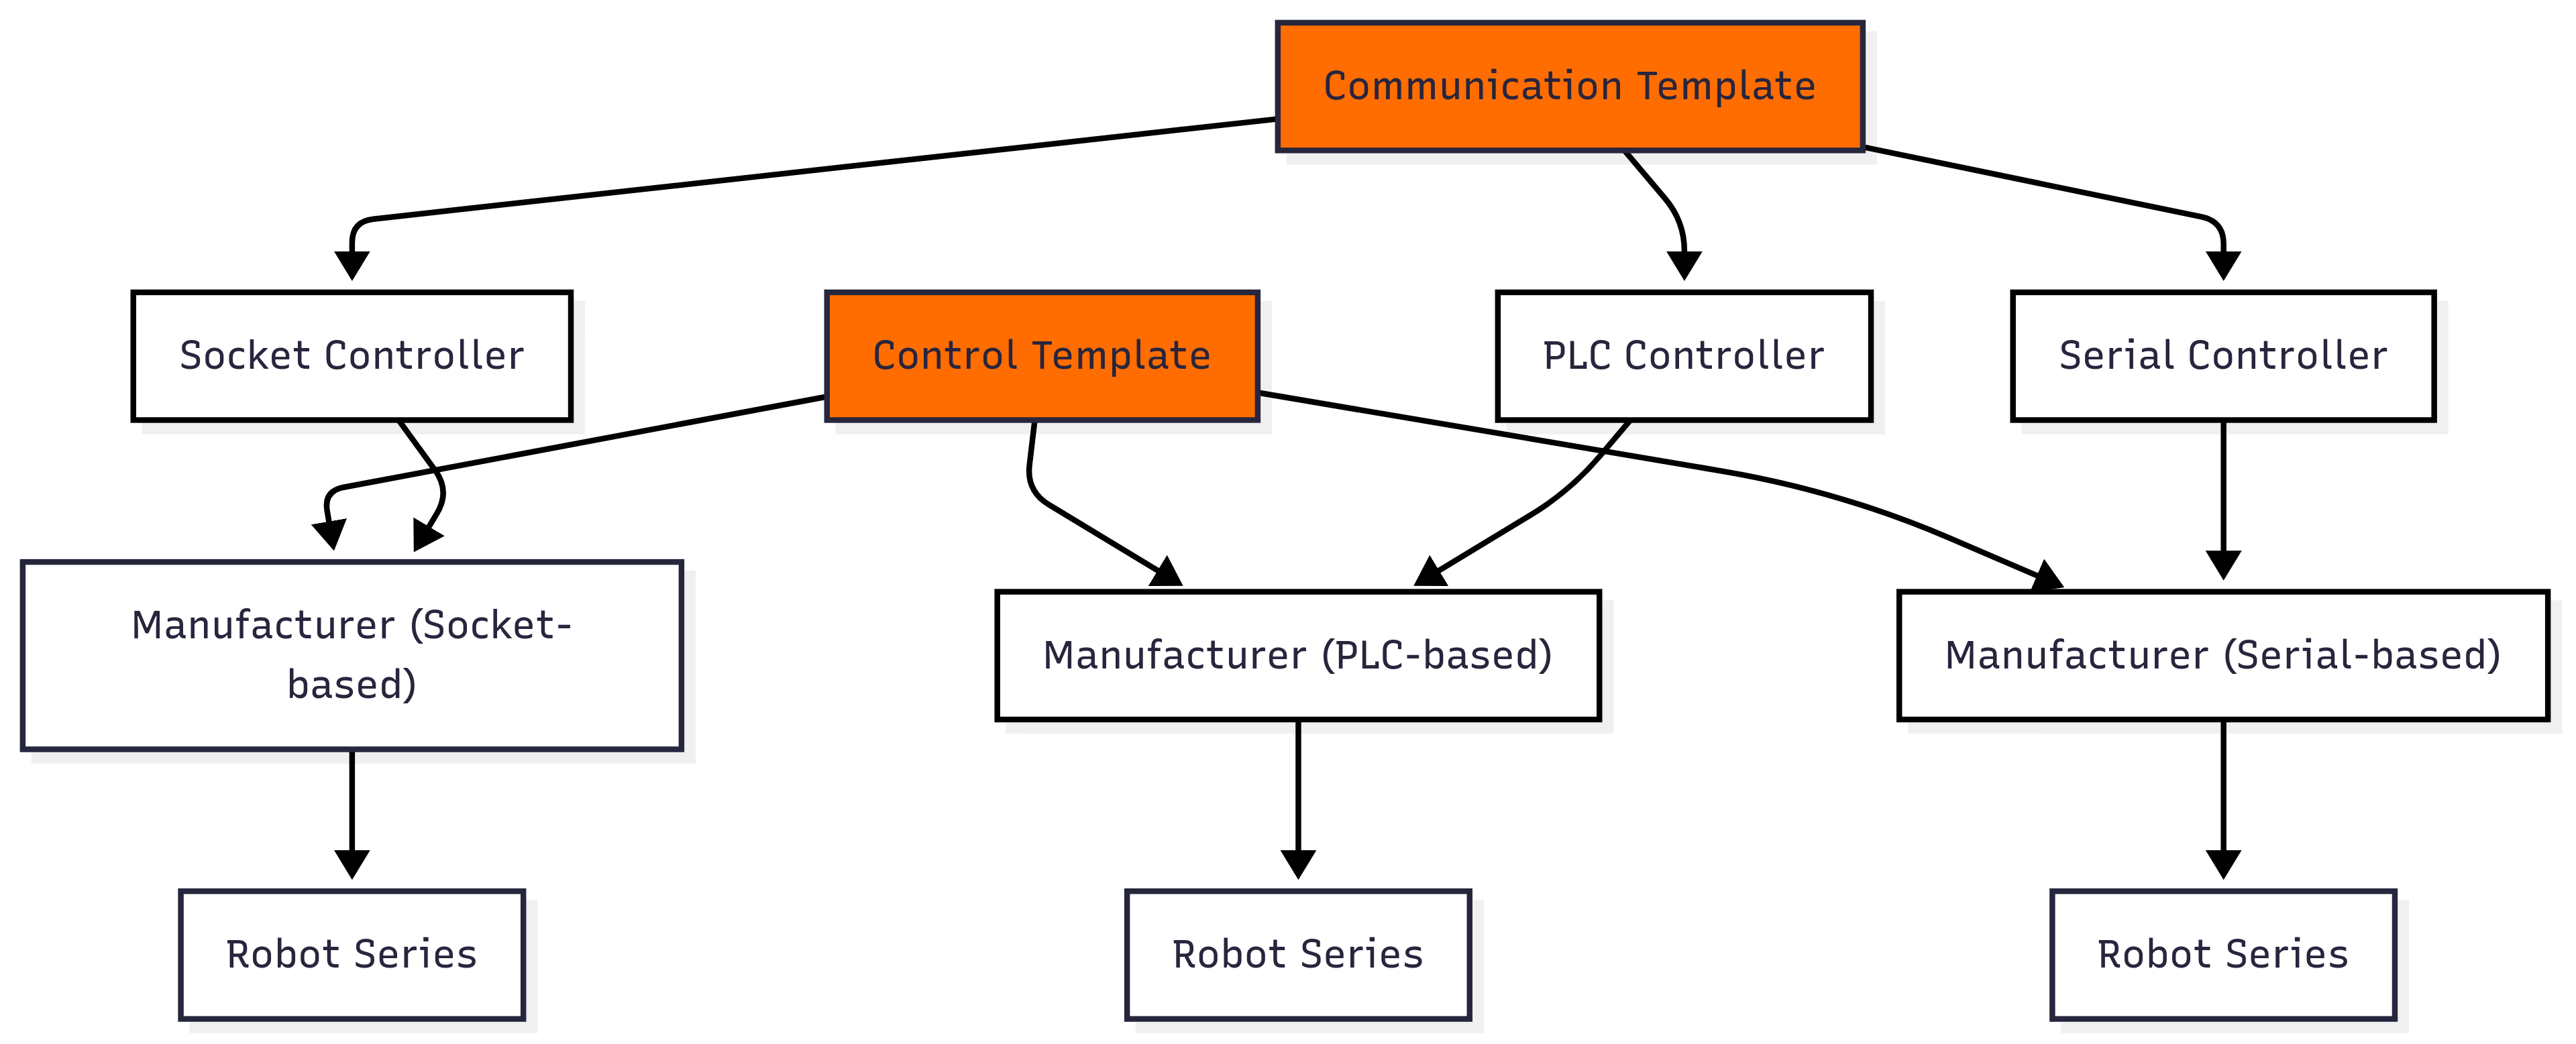 Communication Template
Socket Controller
Control Template
PLC Controller
Serial Controller
Manufacturer (Socket-
based)
Manufacturer (PLC-based)
Manufacturer (Serial-based)
Robot Series
Robot Series
Robot Series